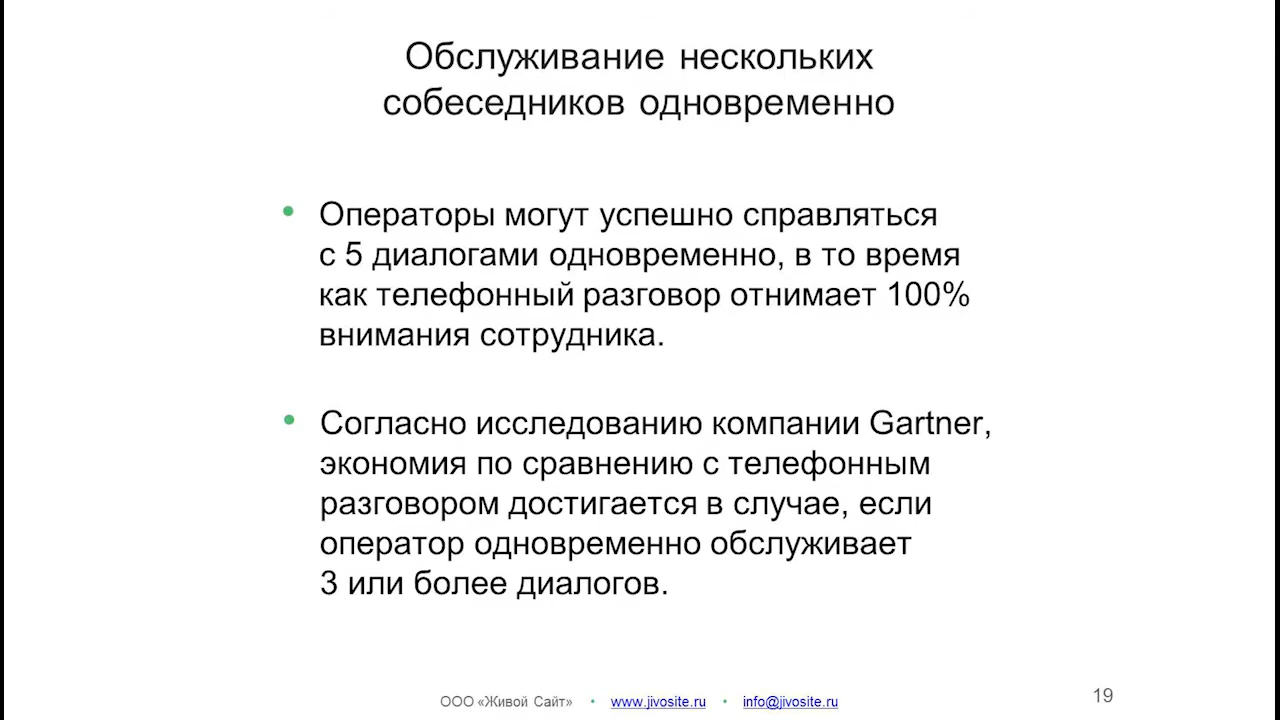 Обслуживание нескольких
собеседников одновременно
• Операторы могут успешно справляться
с 5 диалогами одновременно, в то время
как телефонный разговор отнимает 100%
внимания сотрудника.
• Согласно исследованию компании Gartner,
экономия по сравнению с телефонным
разговором достигается в случае, если
оператор одновременно обслуживает
3 или более диалогов.
ООО «Живой Сайт» • www.jivosite.ru • info@jivosite.ru
19